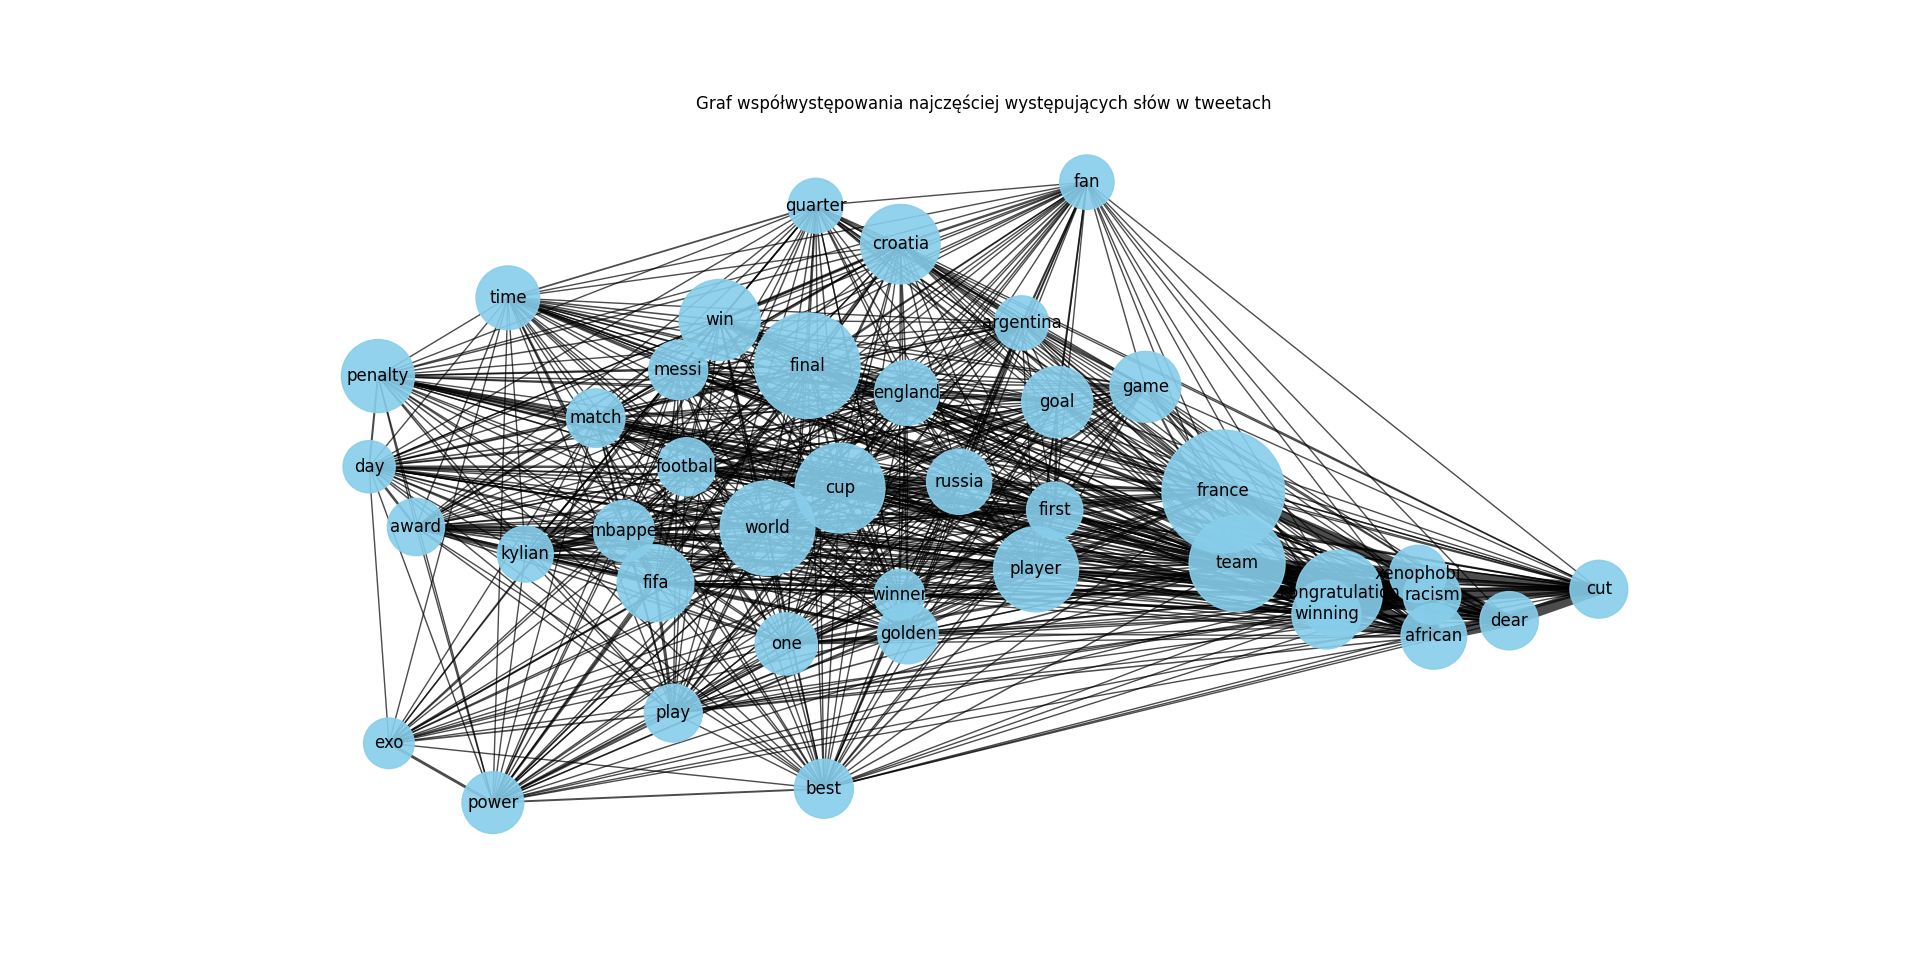 Graf współwystępowania najczęściej występujących słów w tweetach
fan
quarter
croatia
time
win
argentina
final
messi
penalty
game
england
goal
match
day
football
cup
russia
france
first
award
world
mbappe
kylian
team
player
fifa
xenophobi
cut
congratulation
winner
racism
winning
dear
golden
african
one
play
exo
best
power